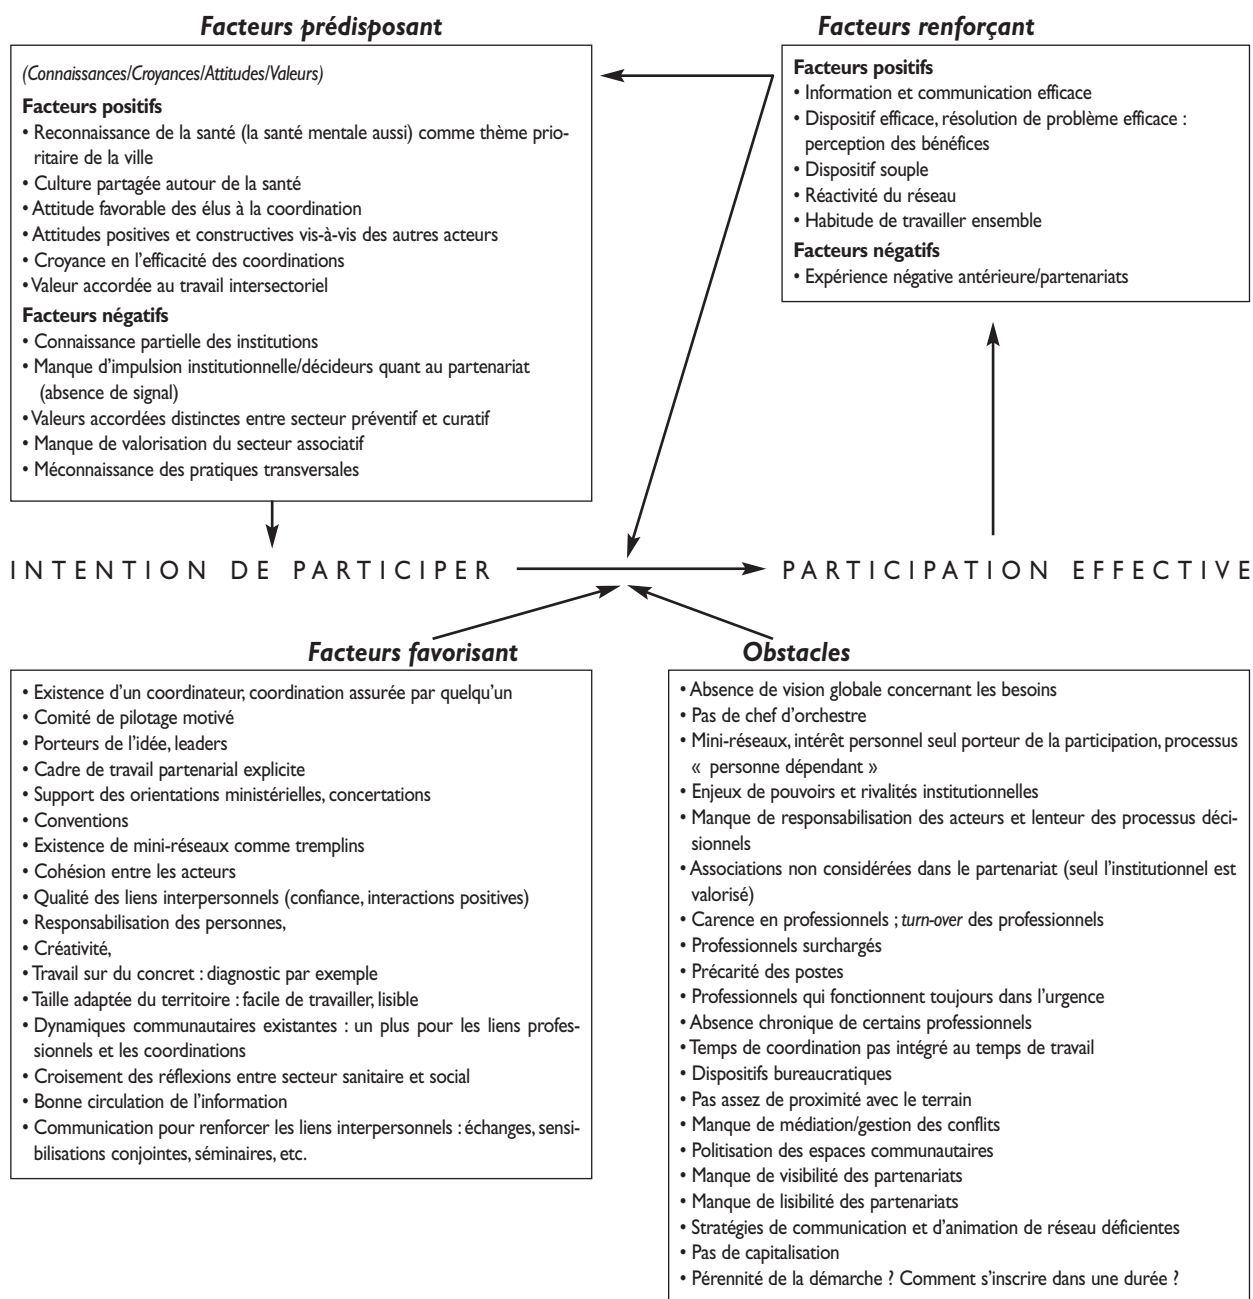 Facteurs prédisposant
(Connaissances/Croyances/Attitudes/Valeurs)
Facteurs positifs
• Reconnaissance de la santé (la santé mentale aussi) comme thème prio-
ritaire de la ville
• Culture partagée autour de la santé
• Attitude favorable des élus à la coordination
• Attitudes positives et constructives vis-à-vis des autres acteurs
• Croyance en l'efficacité des coordinations
• Valeur accordée au travail intersectoriel
Facteurs négatifs
• Connaissance partielle des institutions
• Manque d'impulsion institutionnelle/décideurs quant au partenariat
(absence de signal)
• Valeurs accordées distinctes entre secteur préventif et curatif
• Manque de valorisation du secteur associatif
• Méconnaissance des pratiques transversales
Facteurs renforçant
Facteurs positifs
• Information et communication efficace
• Dispositif efficace, résolution de problème efficace :
perception des bénéfices
• Dispositif souple
• Réactivité du réseau
• Habitude de travailler ensemble
Facteurs négatifs
• Expérience négative antérieure/partenariats
INTENTION DE PARTICIPER
PARTICIPATION EFFECTIVE
Facteurs favorisant
• Existence d'un coordinateur, coordination assurée par quelqu'un
• Comité de pilotage motivé
• Porteurs de l'idée, leaders
• Cadre de travail partenarial explicite
• Support des orientations ministérielles, concertations
• Conventions
• Existence de mini-réseaux comme tremplins
• Cohésion entre les acteurs
• Qualité des liens interpersonnels (confiance, interactions positives)
• Responsabilisation des personnes,
• Créativité,
• Travail sur du concret : diagnostic par exemple
• Taille adaptée du territoire : facile de travailler, lisible
• Dynamiques communautaires existantes : un plus pour les liens profes-
sionnels et les coordinations
• Croisement des réflexions entre secteur sanitaire et social
• Bonne circulation de l'information
• Communication pour renforcer les liens interpersonnels : échanges, sensi-
bilisations conjointes, séminaires, etc.
Obstacles
• Absence de vision globale concernant les besoins
• Pas de chef d'orchestre
• Mini-réseaux, intérêt personnel seul porteur de la participation, processus
« personne dépendant »
• Enjeux de pouvoirs et rivalités institutionnelles
• Manque de responsabilisation des acteurs et lenteur des processus déci-
sionnels
• Associations non considérées dans le partenariat (seul l'institutionnel est
valorisé)
• Carence en professionnels ; turn-over des professionnels
• Professionnels surchargés
• Précarité des postes
• Professionnels qui fonctionnent toujours dans l'urgence
• Absence chronique de certains professionnels
• Temps de coordination pas intégré au temps de travail
• Dispositifs bureaucratiques
• Pas assez de proximité avec le terrain
• Manque de médiation/gestion des conflits
• Politisation des espaces communautaires
• Manque de visibilité des partenariats
• Manque de lisibilité des partenariats
• Stratégies de communication et d'animation de réseau déficientes
• Pas de capitalisation
• Pérennité de la démarche ? Comment s'inscrire dans une durée ?